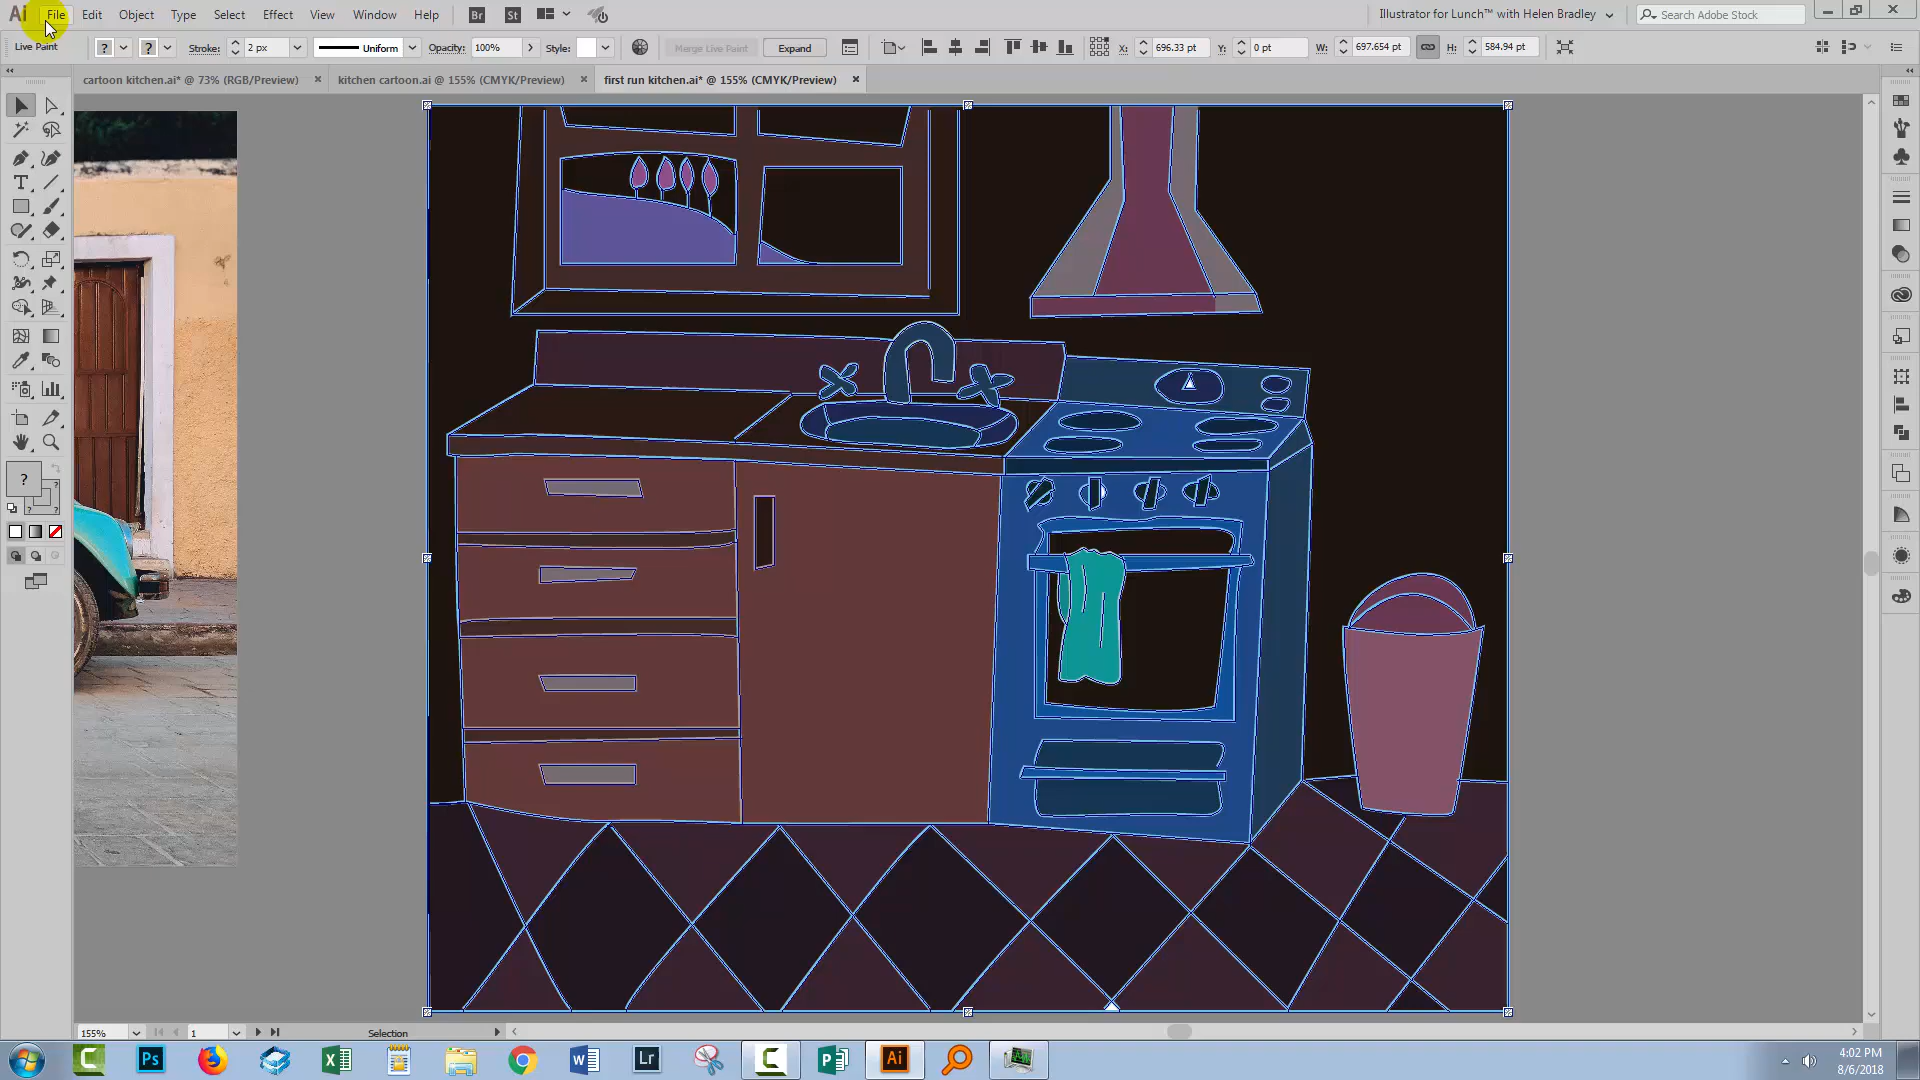 Ai File Edit Object Type Select Effect View Window Help Br St Illustrator for Lunch™ with Helen Bradley Search Adobe Stock
Live Paint ? ? Stroke: 2 px Uniform Opacity: 100% Style: Merge Live Paint Expand X: 696.33 pt Y: 0 pt W: 697.654 pt H: 584.94 pt
cartoon kitchen.ai* @ 73% (RGB/Preview) × kitchen cartoon.ai @ 155% (CMYK/Preview) × first run kitchen.ai* @ 155% (CMYK/Preview) ×
T
?
?
?
155% 1 Selection
C Ps X W Lr C P Ai
4:02 PM
8/6/2018